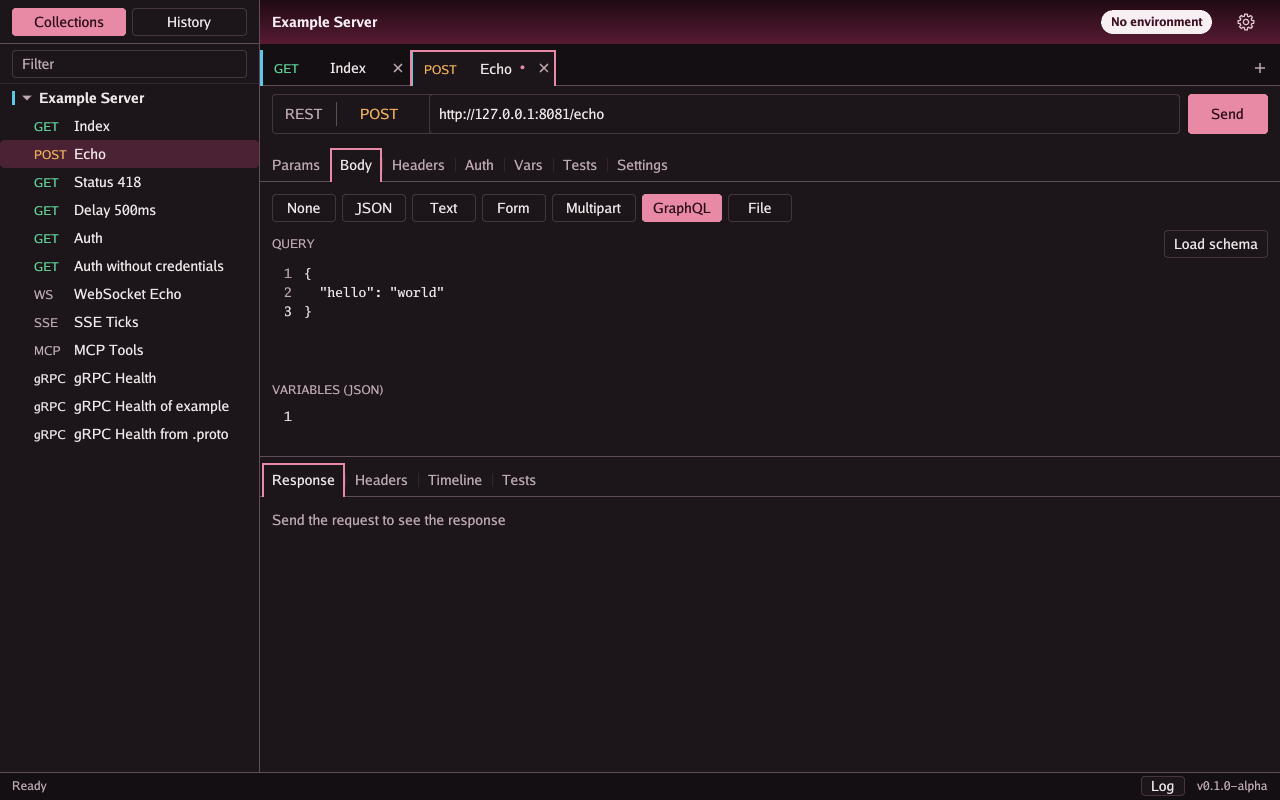 Collections History
Example Server
No environment
Filter
GET Index
POST Echo
Example Server
GET Index
POST Echo
GET Status 418
GET Delay 500ms
GET Auth
GET Auth without credentials
WS WebSocket Echo
SSE SSE Ticks
MCP MCP Tools
gRPC gRPC Health
gRPC gRPC Health of example
gRPC gRPC Health from .proto
REST POST http://127.0.0.1:8081/echo Send
Params Body Headers Auth Vars Tests Settings
None JSON Text Form Multipart GraphQL File
QUERY Load schema
1 {
2 "hello": "world"
3 }
VARIABLES (JSON)
1
Response Headers Timeline Tests
Send the request to see the response
Ready Log v0.1.0-alpha